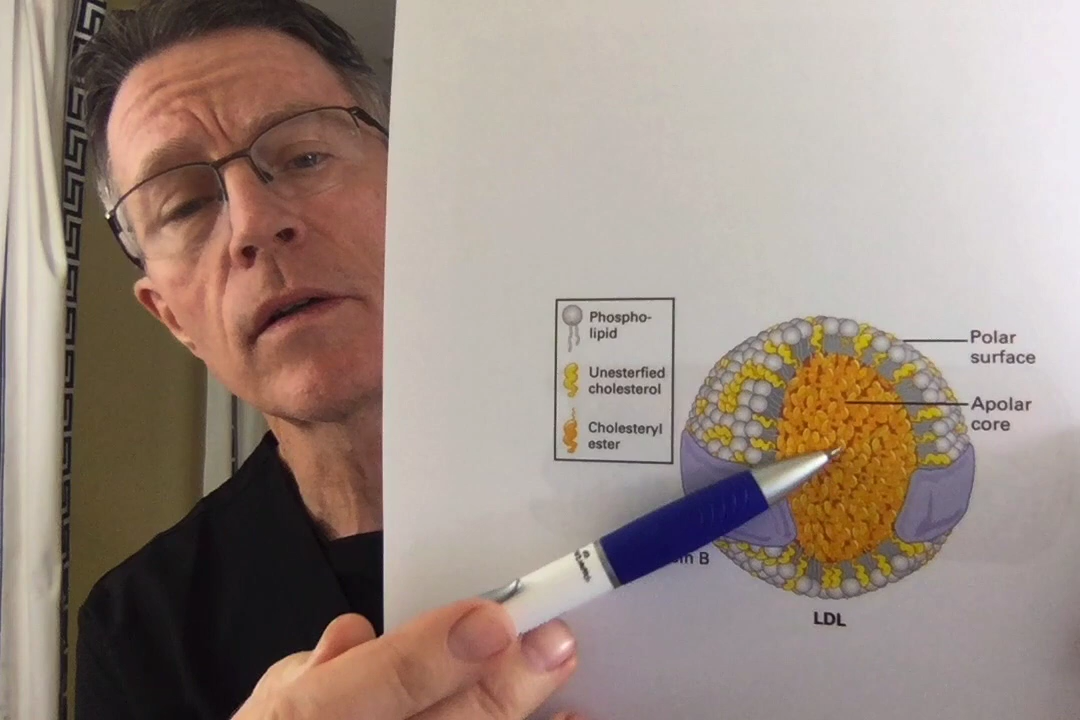 Phospho-
lipid
Unesterfied
cholesterol
Cholesteryl
ester
Polar
surface
Apolar
core
B
LDL